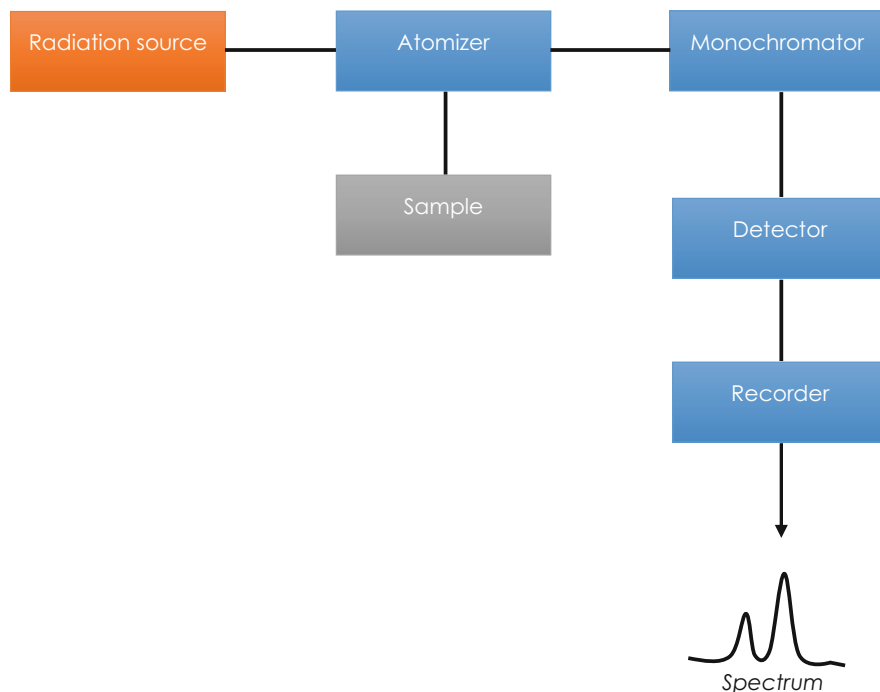 Radiation source
Atomizer
Monochromator
Sample
Detector
Recorder
Spectrum